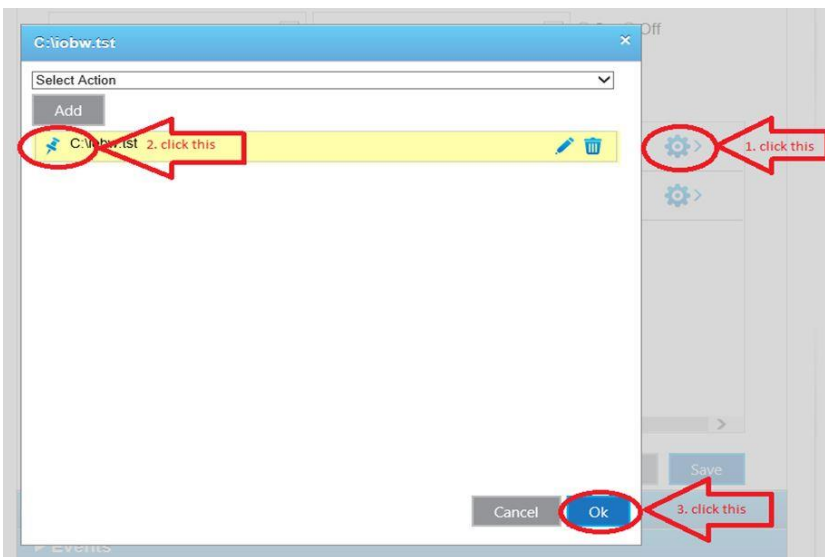 Off
C:\iobw.tst
Select Action
Add
C:\iobw.tst 2. click this
1. click this
Save
Cancel Ok 3. click this
Events